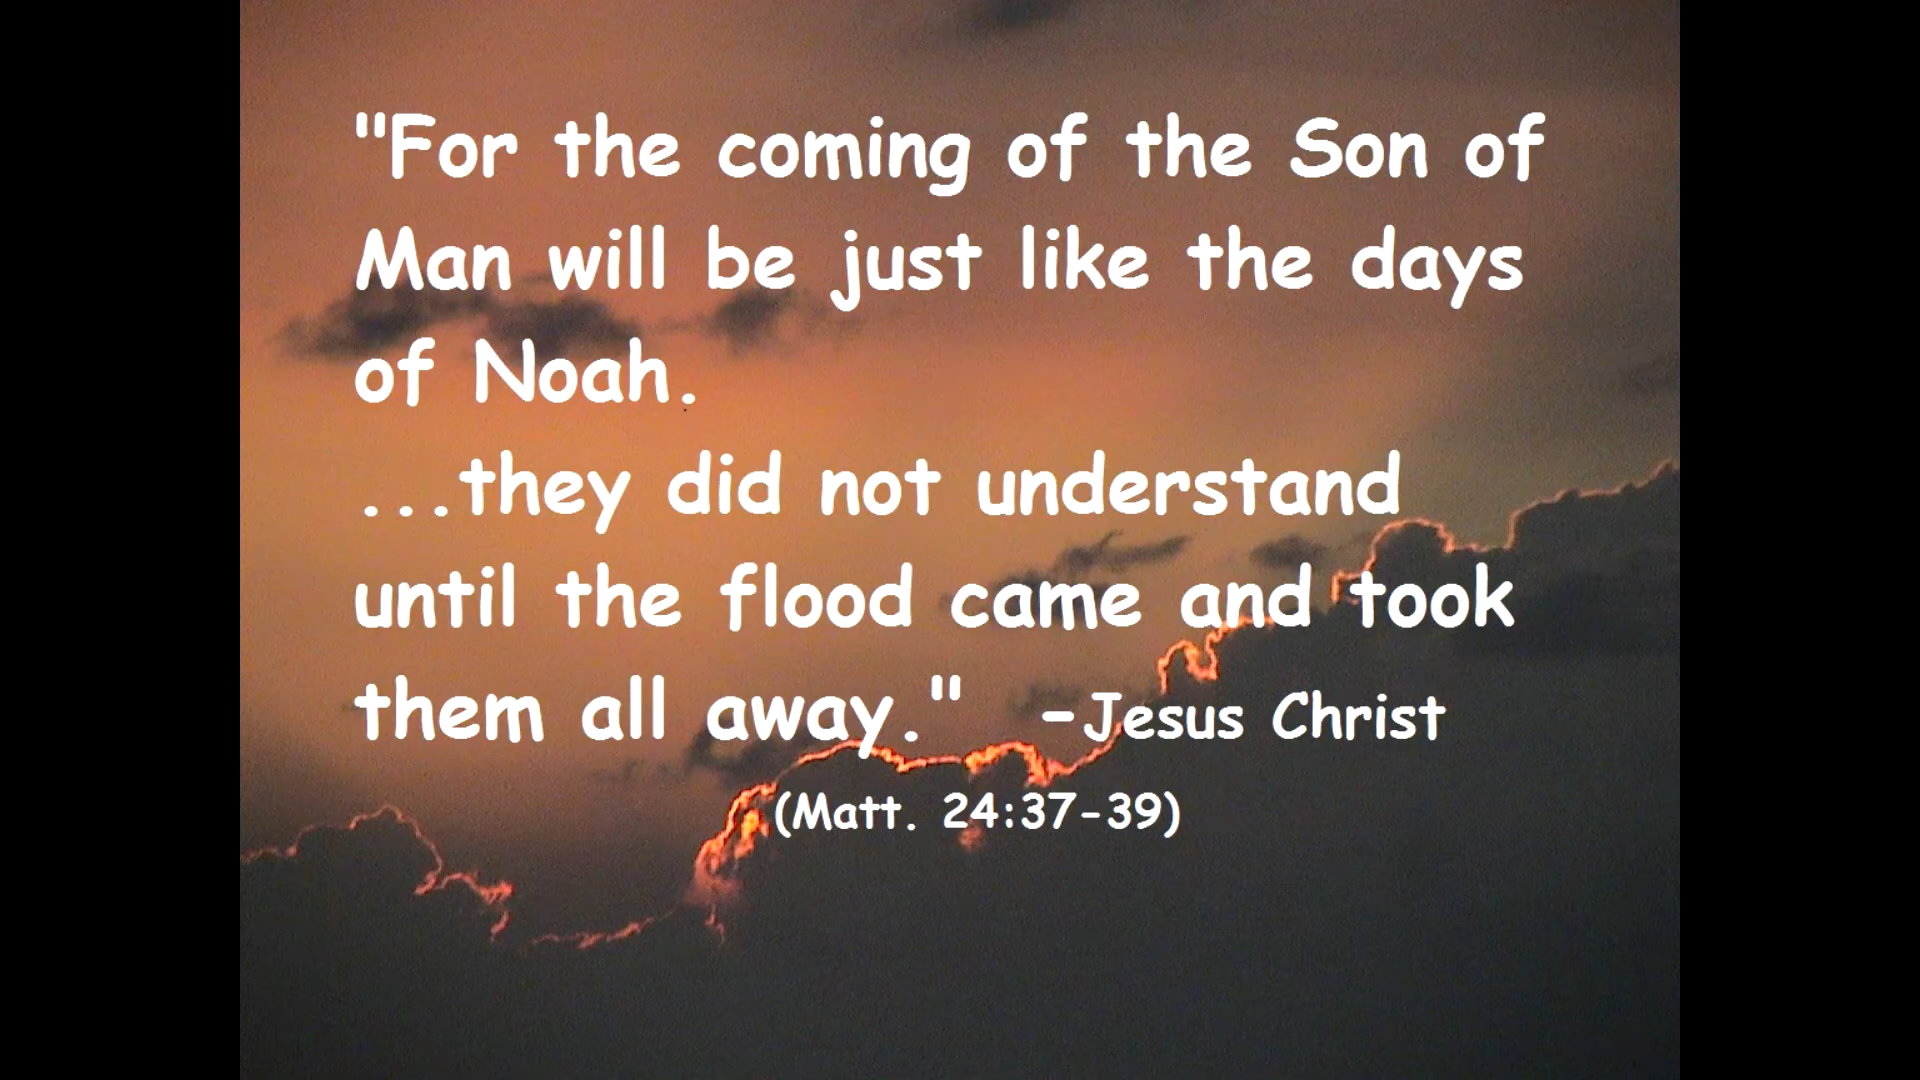 "For the coming of the Son of
Man will be just like the days
of Noah.
...they did not understand
until the flood came and took
them all away." -Jesus Christ
(Matt. 24:37-39)